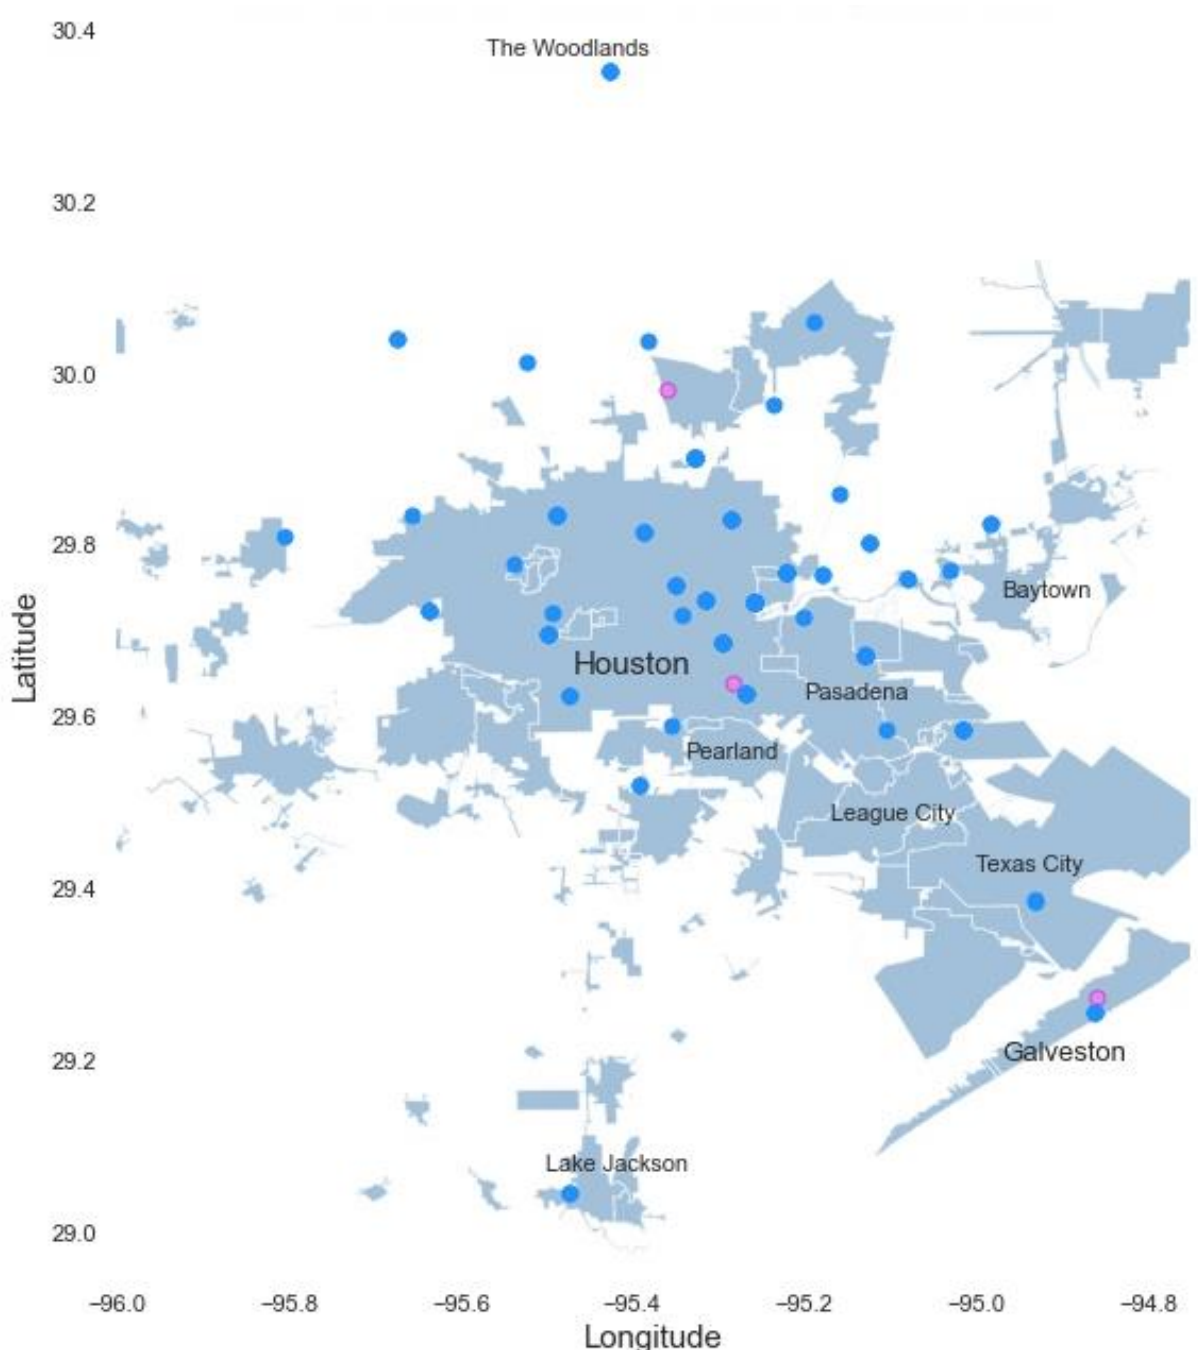 30.4
The Woodlands
30.2
30.0
29.8
Baytown
Houston
Pasadena
29.6
Pearland
League City
Texas City
29.4
29.2
Galveston
Lake Jackson
29.0
Latitude
−96.0 −95.8 −95.6 −95.4 −95.2 −95.0 −94.8
Longitude